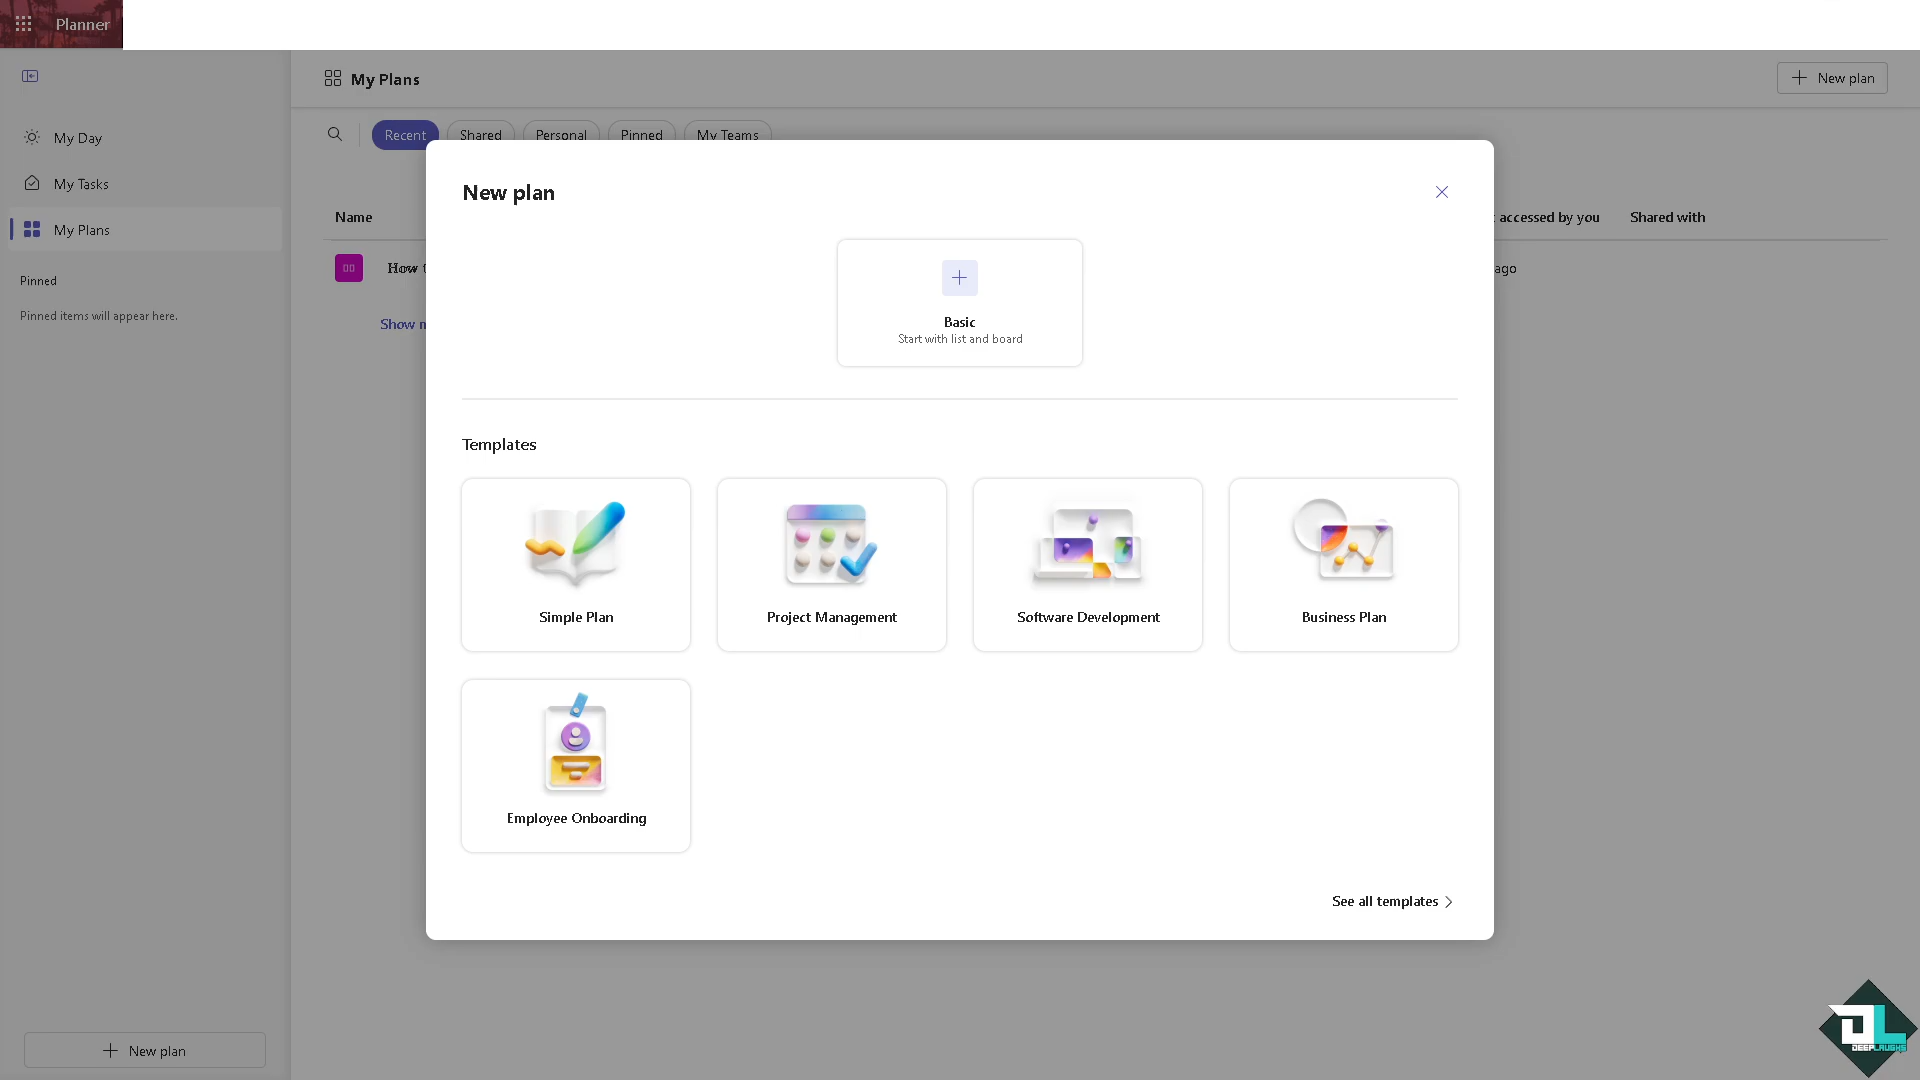 Planner
My Plans
New plan
My Day
Recent
Shared
Personal
Pinned
My Teams
My Tasks
New plan
Name
accessed by you
Shared with
My Plans
How
ago
Pinned
Basic
Pinned items will appear here.
Show
Start with list and board
Templates
Simple Plan
Project Management
Software Development
Business Plan
Employee Onboarding
See all templates
New plan
DEEPLAUGHS